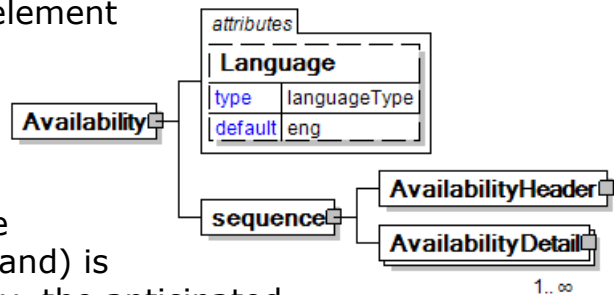 element
attributes
Language
type languageType
default eng
Availability
sequence
AvailabilityHeader
AvailabilityDetail
1..∞
and) is
the anticipated